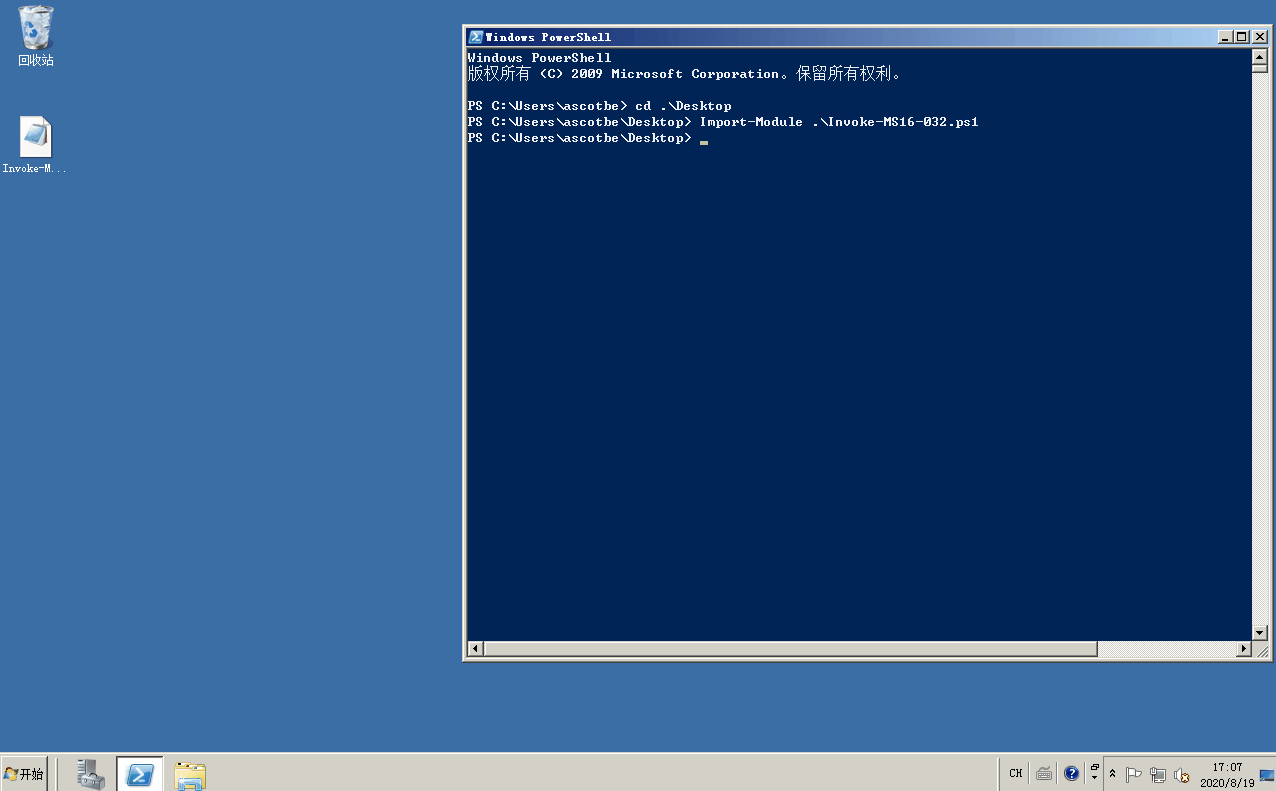 回收站
Invoke-M...
Windows PowerShell
Windows PowerShell
版权所有 (C) 2009 Microsoft Corporation。保留所有权利。
PS C:\Users\ascotbe> cd .\Desktop
PS C:\Users\ascotbe\Desktop> Import-Module .\Invoke-MS16-032.ps1
PS C:\Users\ascotbe\Desktop>
开始
CH
17:07
2020/8/19